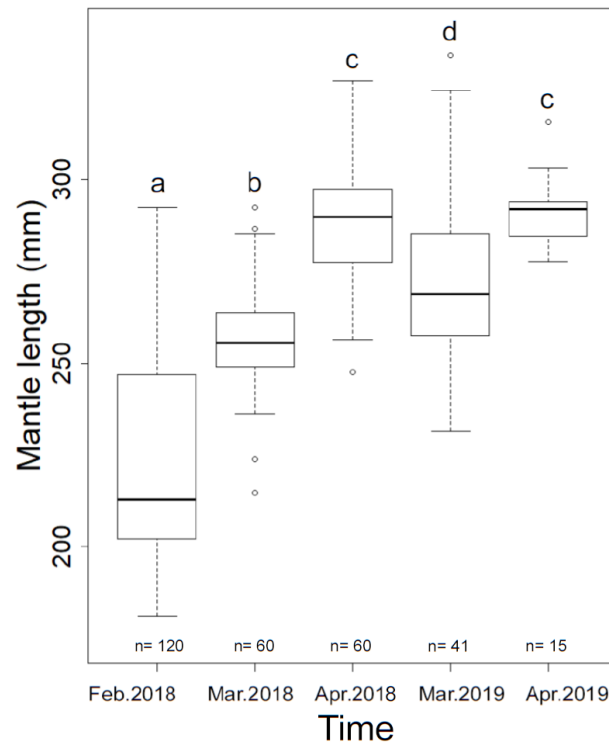 d
c
c
a
b
300
250
200
Mantle length (mm)
n= 120 n= 60 n= 60 n= 41 n= 15
Feb.2018 Mar.2018 Apr.2018 Mar.2019 Apr.2019
Time